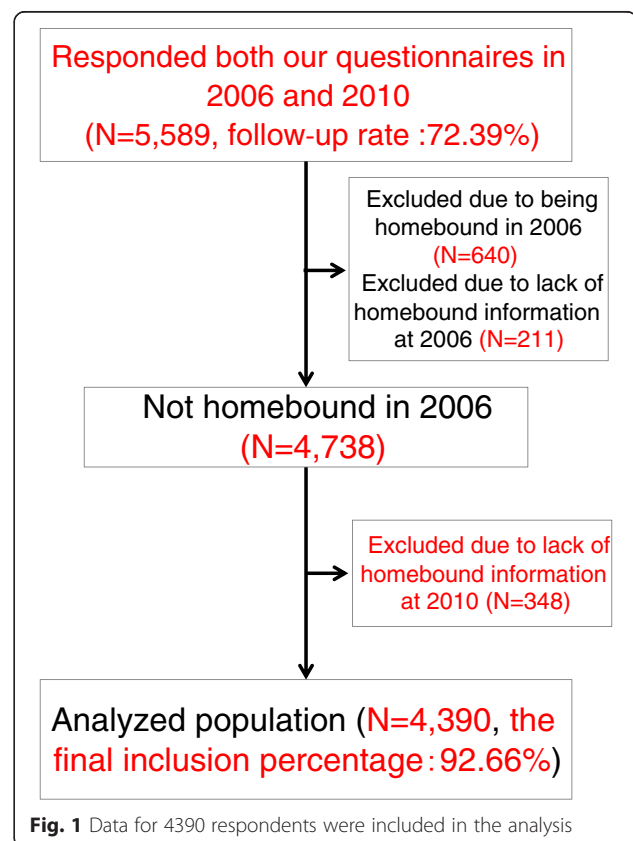 Responded both our questionnaires in
2006 and 2010
(N=5,589, follow-up rate :72.39%)
Excluded due to being
homebound in 2006
(N=640)
Excluded due to lack of
homebound information
at 2006 (N=211)
Not homebound in 2006
(N=4,738)
Excluded due to lack of
homebound information
at 2010 (N=348)
Analyzed population (N=4,390, the
final inclusion percentage：92.66%)
Fig. 1 Data for 4390 respondents were included in the analysis